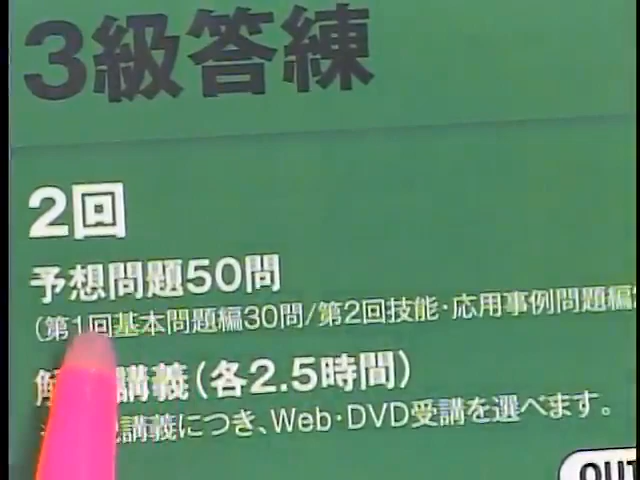 3級答練
2回
予想問題50問
(第1回基本問題編30問/第2回技能・応用事例問題編
講義(各2.5時間)
講義につき、Web・DVD受講を選べます。
OUT